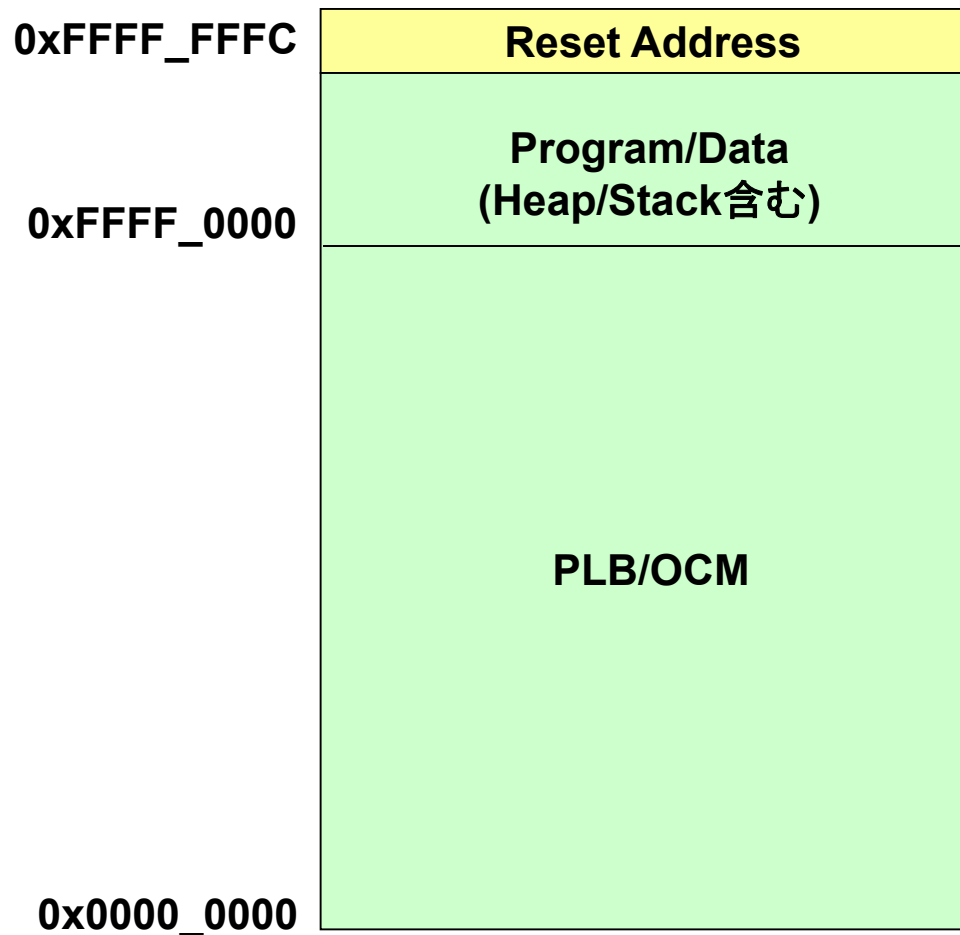 0xFFFF_FFFC
Reset Address
Program/Data
(Heap/Stack含む)
0xFFFF_0000
PLB/OCM
0x0000_0000